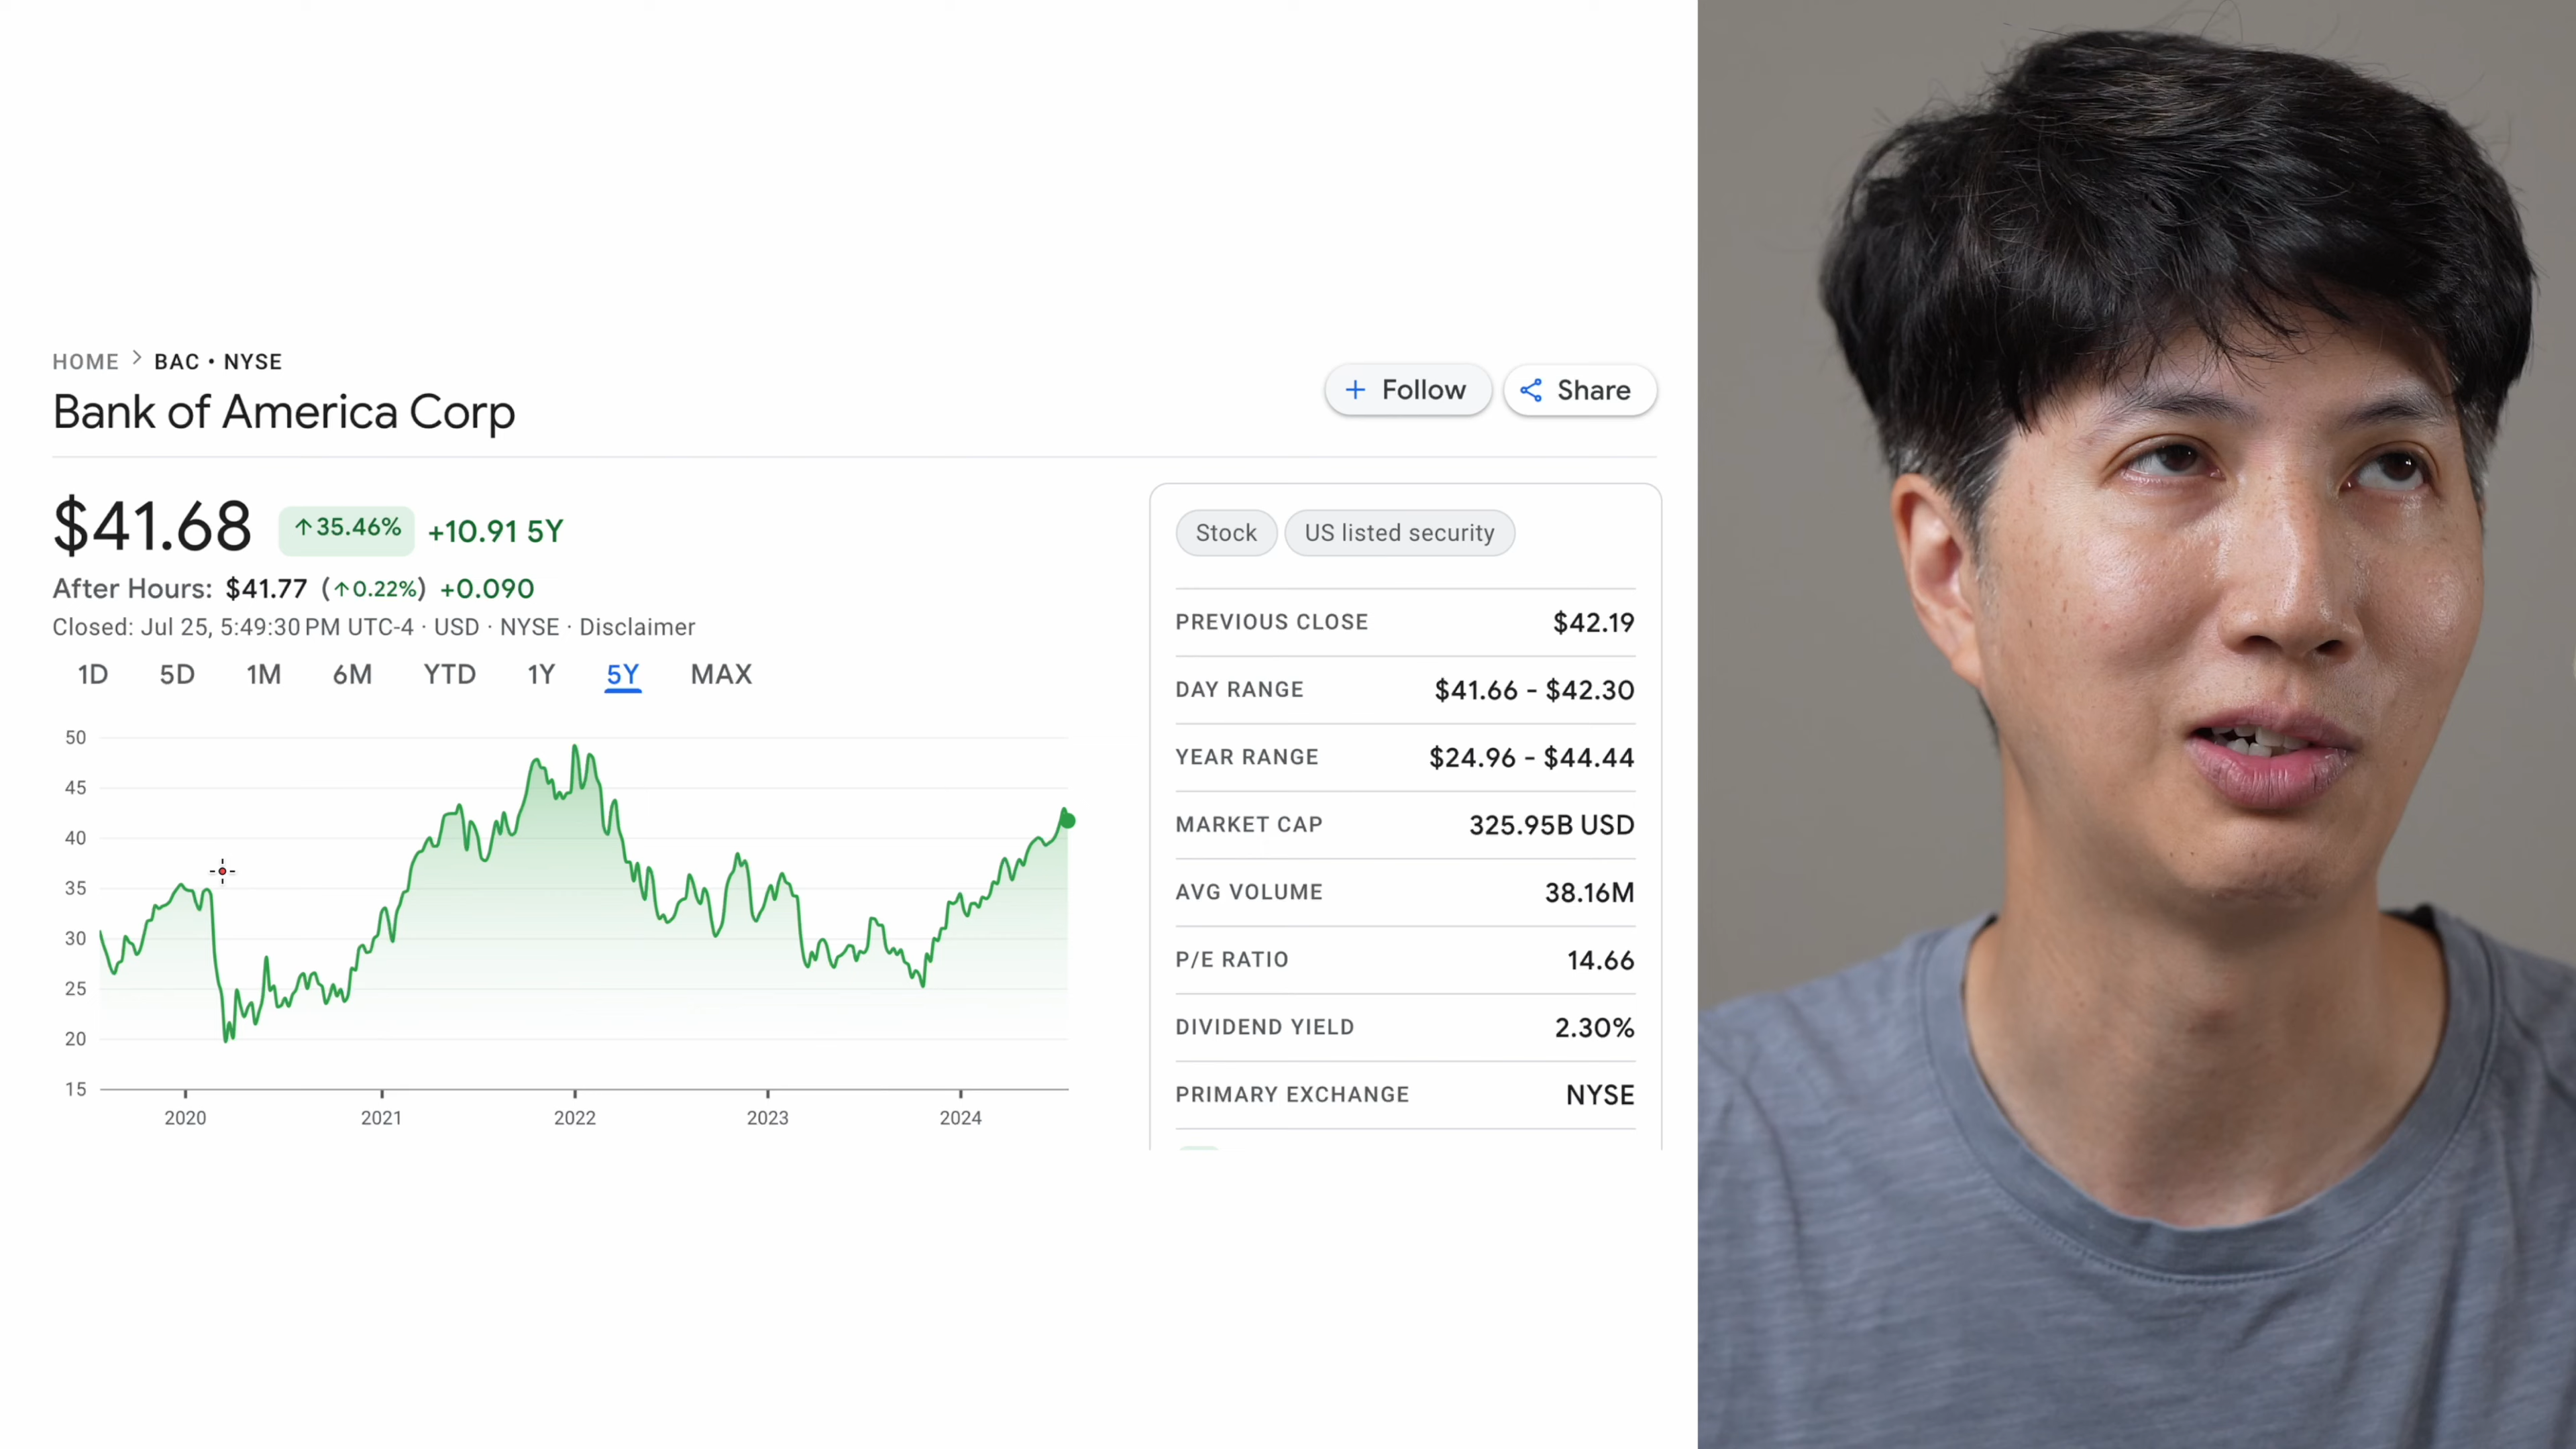 HOME > BAC • NYSE
Bank of America Corp
+ Follow
Share
$41.68 ↑35.46% +10.91 5Y
After Hours: $41.77 (↑0.22%) +0.090
Closed: Jul 25, 5:49:30 PM UTC-4 · USD · NYSE · Disclaimer
1D 5D 1M 6M YTD 1Y 5Y MAX
50
45
40
35
30
25
20
15
2020 2021 2022 2023 2024
Stock US listed security
PREVIOUS CLOSE $42.19
DAY RANGE $41.66 - $42.30
YEAR RANGE $24.96 - $44.44
MARKET CAP 325.95B USD
AVG VOLUME 38.16M
P/E RATIO 14.66
DIVIDEND YIELD 2.30%
PRIMARY EXCHANGE NYSE